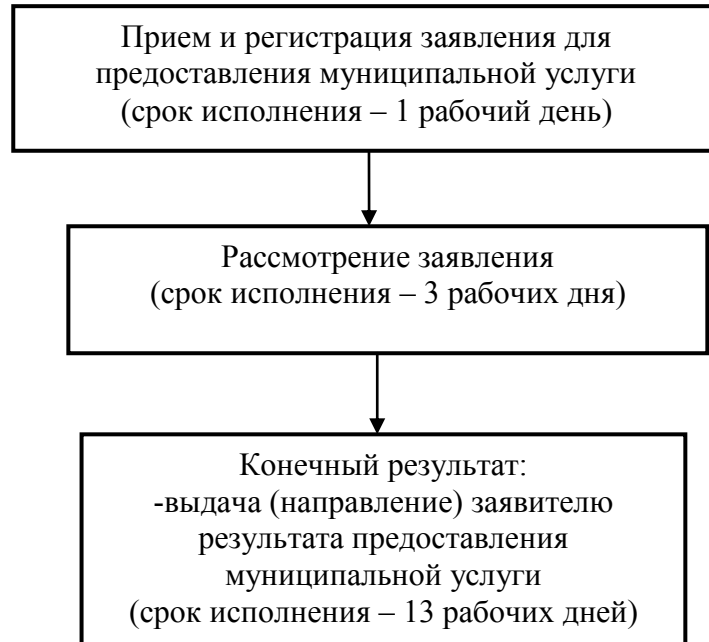 Прием и регистрация заявления для
предоставления муниципальной услуги
(срок исполнения – 1 рабочий день)
Рассмотрение заявления
(срок исполнения – 3 рабочих дня)
Конечный результат:
-выдача (направление) заявителю
результата предоставления
муниципальной услуги
(срок исполнения – 13 рабочих дней)